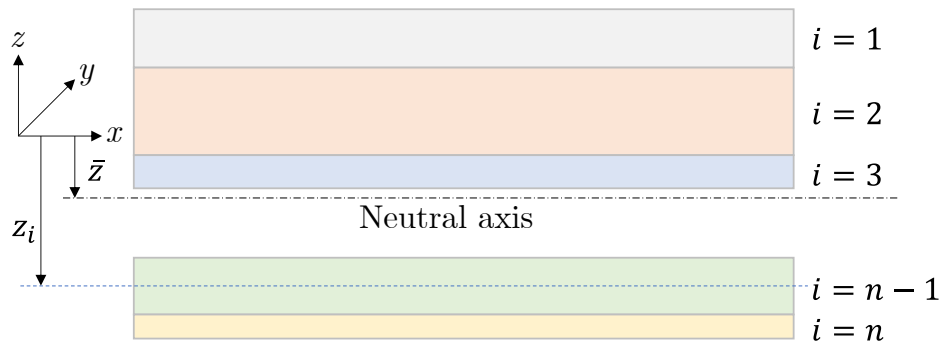 z
y
x
z̄
z_i
i = 1
i = 2
i = 3
Neutral axis
i = n − 1
i = n